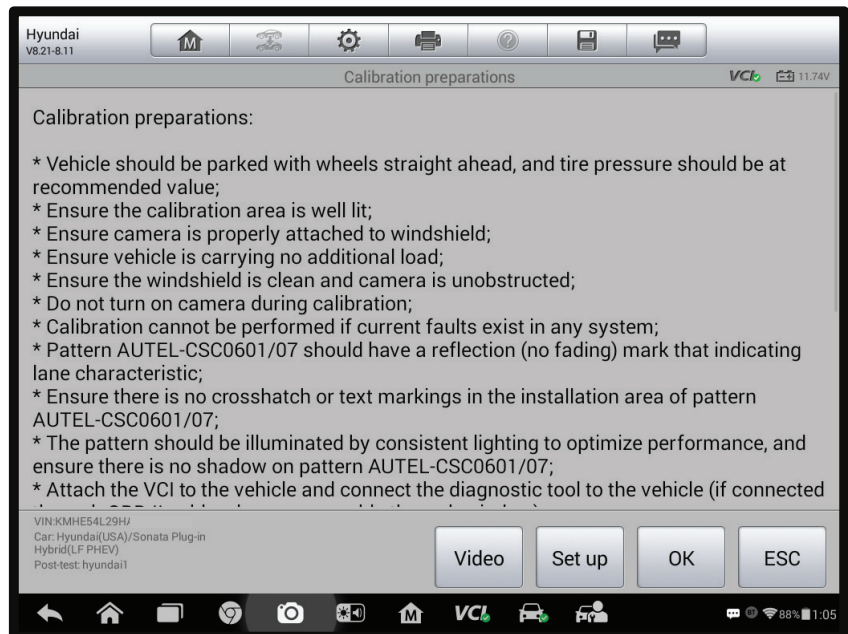 Hyundai
V8.21-8.11
M
Calibration preparations
VCI
11.74V
Calibration preparations:
* Vehicle should be parked with wheels straight ahead, and tire pressure should be at
recommended value;
* Ensure the calibration area is well lit;
* Ensure camera is properly attached to windshield;
* Ensure vehicle is carrying no additional load;
* Ensure the windshield is clean and camera is unobstructed;
* Do not turn on camera during calibration;
* Calibration cannot be performed if current faults exist in any system;
* Pattern AUTEL-CSC0601/07 should have a reflection (no fading) mark that indicating
lane characteristic;
* Ensure there is no crosshatch or text markings in the installation area of pattern
AUTEL-CSC0601/07;
* The pattern should be illuminated by consistent lighting to optimize performance, and
ensure there is no shadow on pattern AUTEL-CSC0601/07;
* Attach the VCI to the vehicle and connect the diagnostic tool to the vehicle (if connected
VIN:KMHE54L29H
Car: Hyundai(USA)/Sonata Plug-in
Hybrid(LF PHEV)
Post-test: hyundai1
Video
Set up
OK
ESC
M
VCI
BT
88%
1:05